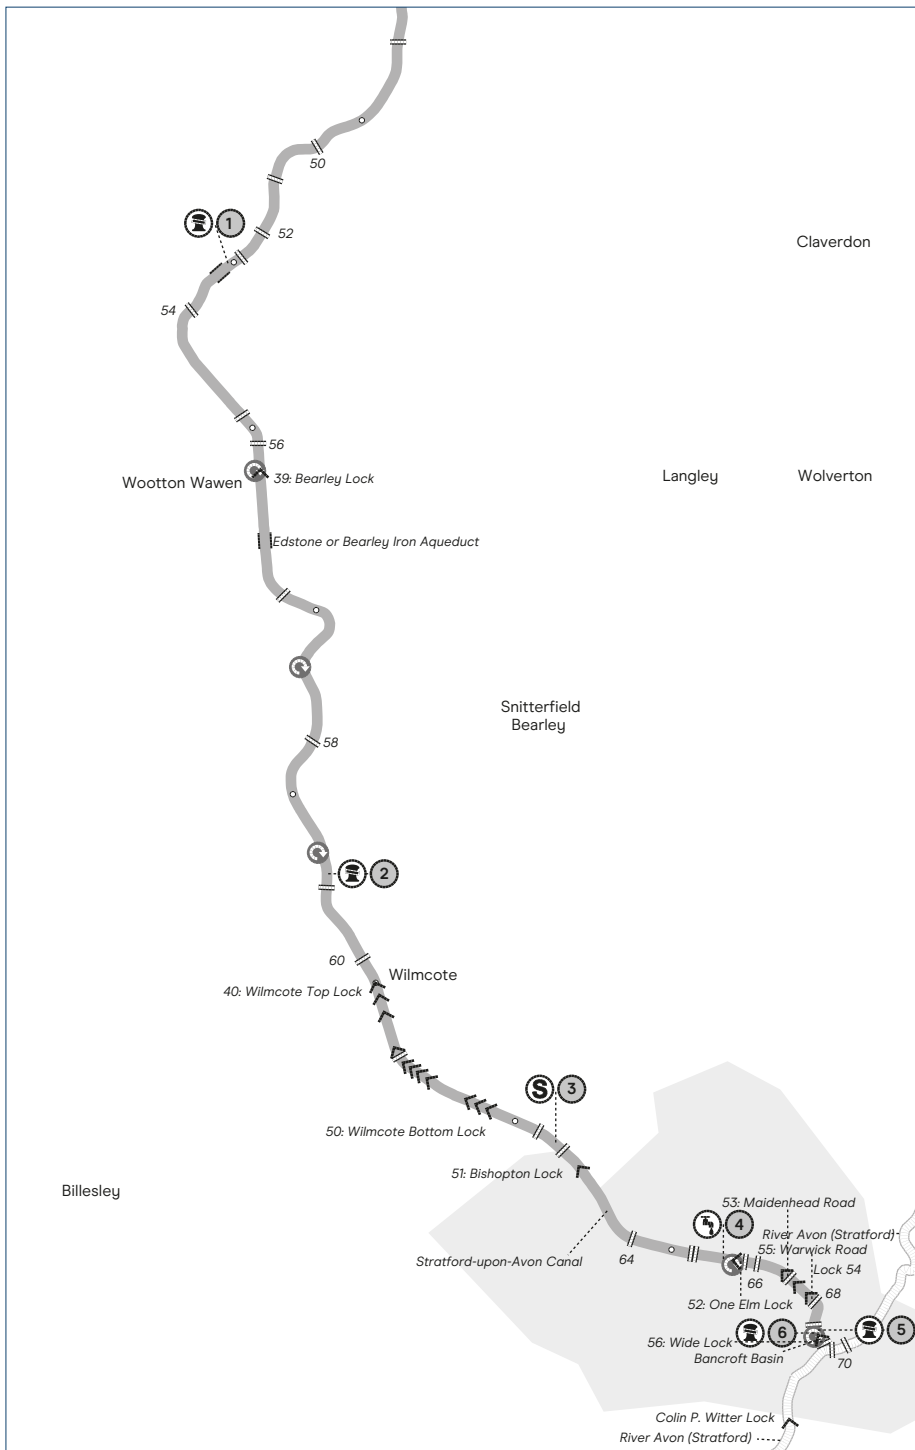 50
1
52
Claverdon
54
56
Wootton Wawen
39: Bearley Lock
Langley
Wolverton
Edstone or Bearley Iron Aqueduct
Snitterfield
Bearley
58
2
60
Wilmcote
40: Wilmcote Top Lock
S
3
50: Wilmcote Bottom Lock
51: Bishopton Lock
Billesley
53: Maidenhead Road
4
River Avon (Stratford)
55: Warwick Road
64
Stratford-upon-Avon Canal
Lock 54
66
68
52: One Elm Lock
6
5
56: Wide Lock
Bancroft Basin
70
Colin P. Witter Lock
River Avon (Stratford)